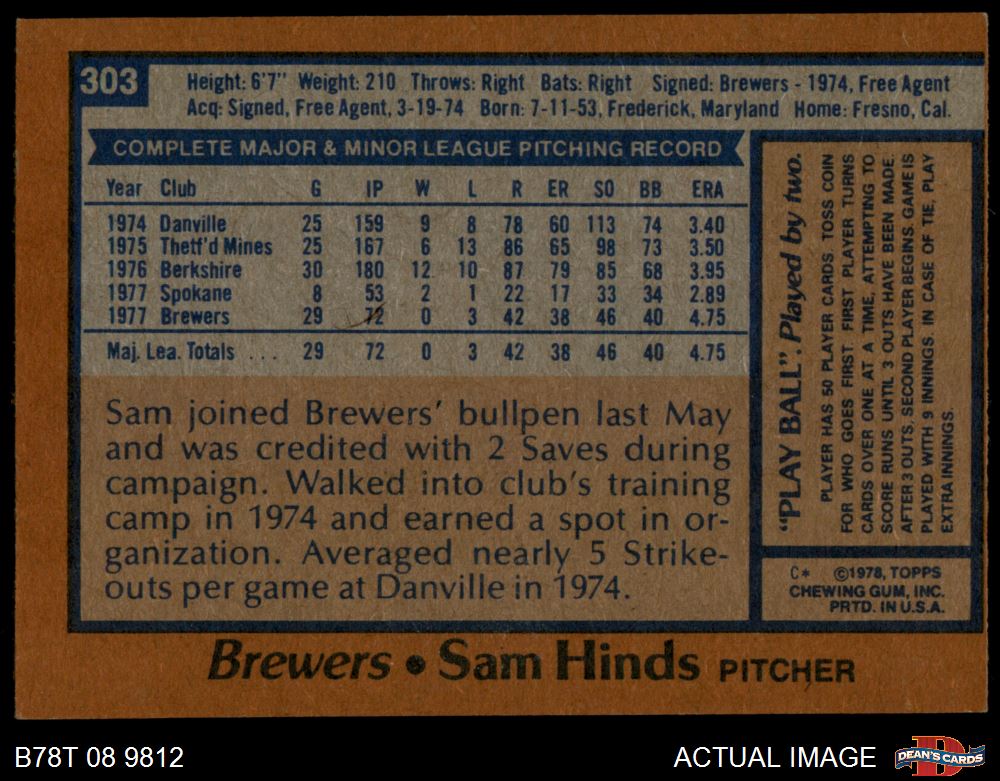 303
Height: 6'7" Weight: 210 Throws: Right Bats: Right Signed: Brewers - 1974, Free Agent
Acq: Signed, Free Agent, 3-19-74 Born: 7-11-53, Frederick, Maryland Home: Fresno, Cal.
COMPLETE MAJOR & MINOR LEAGUE PITCHING RECORD
Year Club G IP W L R ER SO BB ERA
1974 Danville 25 159 9 8 78 60 113 74 3.40
1975 Thetf'd Mines 25 167 6 13 86 65 98 73 3.50
1976 Berkshire 30 180 12 10 87 79 85 68 3.95
1977 Spokane 8 53 2 1 22 17 33 34 2.89
1977 Brewers 29 72 0 3 42 38 46 40 4.75
Maj. Lea. Totals ... 29 72 0 3 42 38 46 40 4.75
Sam joined Brewers' bullpen last May
and was credited with 2 Saves during
campaign. Walked into club's training
camp in 1974 and earned a spot in or-
ganization. Averaged nearly 5 Strike-
outs per game at Danville in 1974.
"PLAY BALL". Played by two.
PLAYER HAS 50 PLAYER CARDS TOSS COIN
FOR WHO GOES FIRST FIRST PLAYER TURNS
CARDS OVER ONE AT A TIME, ATTEMPTING TO
SCORE RUNS UNTIL 3 OUTS HAVE BEEN MADE.
AFTER 3 OUTS, SECOND PLAYER BEGINS. GAME IS
PLAYED WITH 9 INNINGS IN CASE OF TIE, PLAY
EXTRA INNINGS.
C* ©1978, TOPPS
CHEWING GUM, INC.
PRTD. IN U.S.A.
Brewers • Sam Hinds PITCHER
B78T 08 9812
ACTUAL IMAGE
D
DEAN'S CARDS